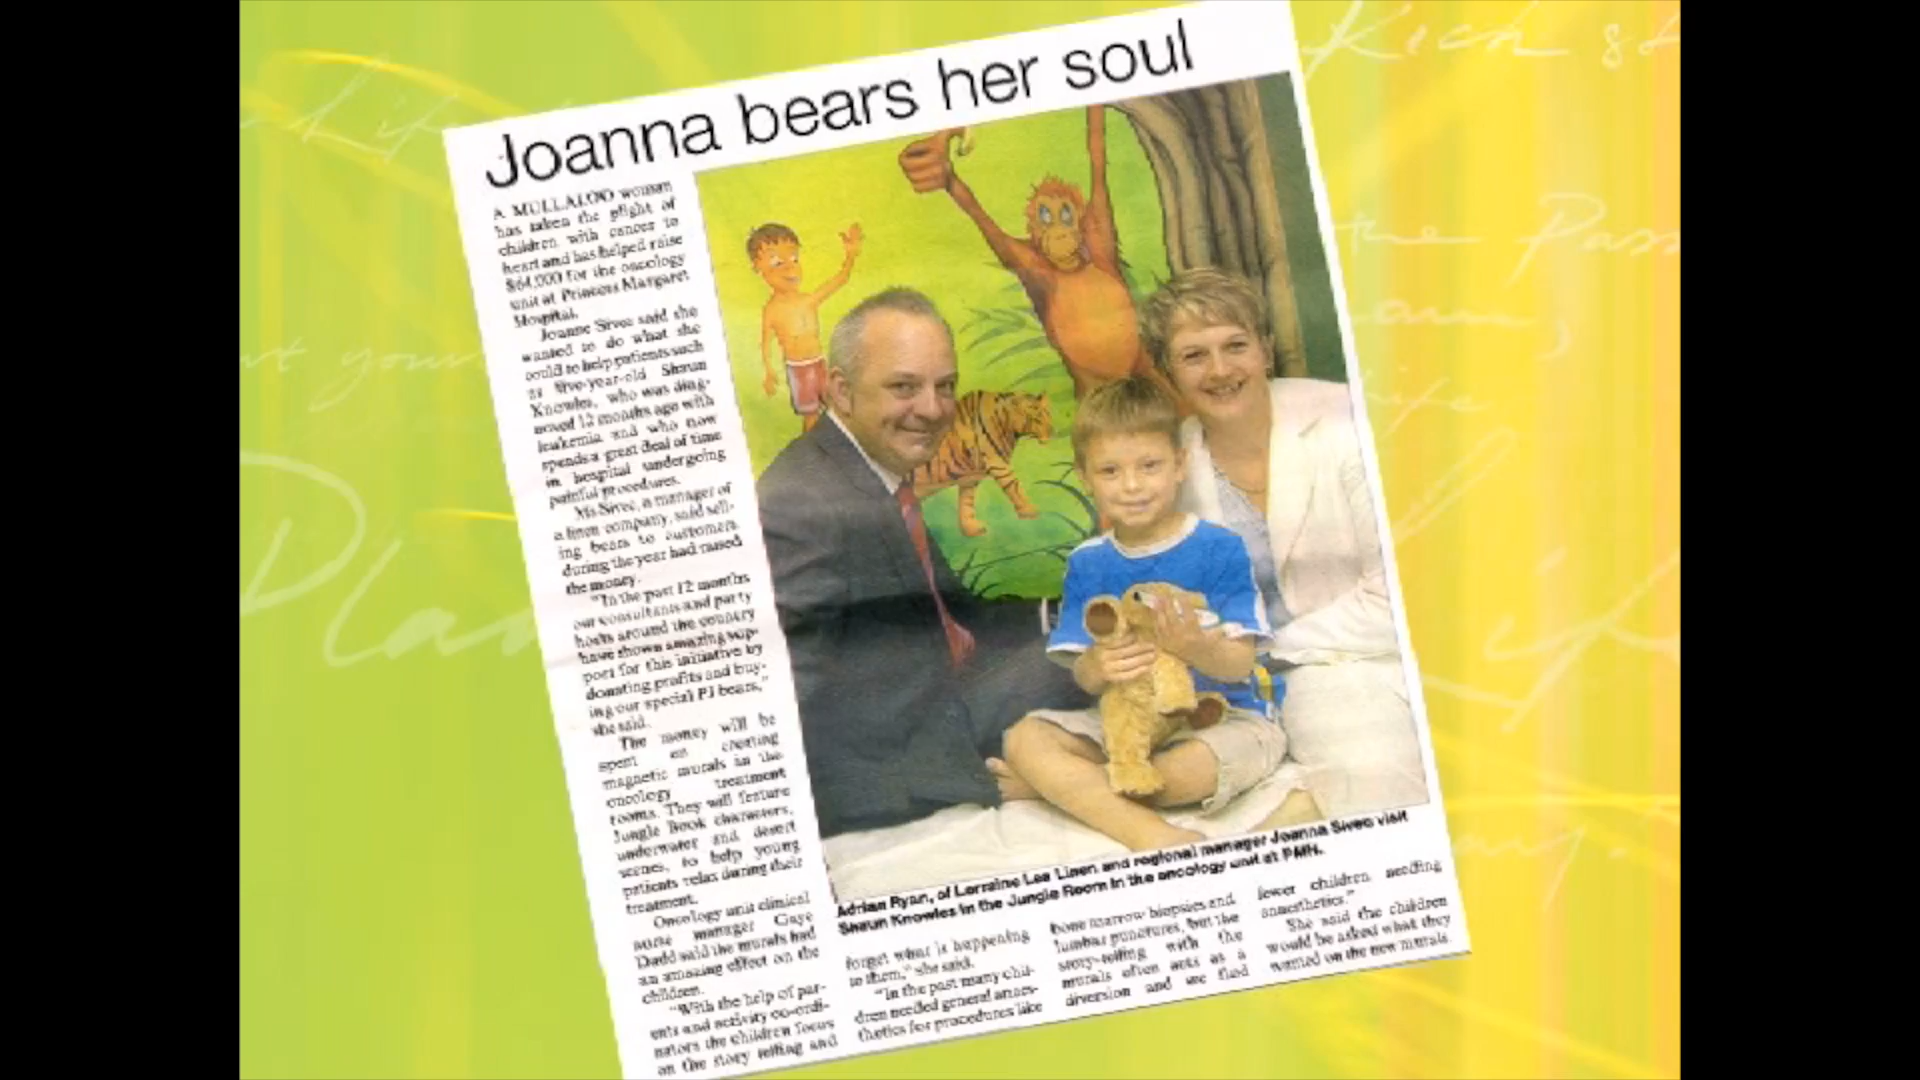 Joanna bears her soul
A MULLALOO woman
has taken the plight of
children with cancer to
heart and has helped raise
$64,000 for the oncology
unit at Princess Margaret
Hospital.
Joanne Sivec said she
wanted to do what she
could to help patients such
as five-year-old Shaun
Knowles, who was diag-
nosed 12 months ago with
leukemia and who now
spends a great deal of time
in hospital undergoing
painful procedures.
Ms Sivec, a manager of
a linen company, said sell-
ing bears to customers
during the year had raised
the money.
"In the past 12 months
our consultants and party
hosts around the country
have shown amazing sup-
port for this initiative by
donating profits and buy-
ing our special PJ bears,"
she said.
The money will be
spent on creating
magnetic murals in the
oncology treatment
rooms. They will feature
Jungle Book characters,
underwater and desert
scenes, to help young
patients relax during their
treatment.
Oncology unit clinical
nurse manager Gaye
Dadd said the murals had
an amazing effect on the
children.
"With the help of par-
ents and activity co-ordi-
nators the children focus
on the story telling and
Adrian Ryan, of Lorraine Lea Linen and regional manager Joanna Sivec visit
Shaun Knowles in the Jungle Room in the oncology unit at PMH.
forget what is happening
to them," she said.
"In the past many chil-
dren needed general anaes-
thetics for procedures like
bone marrow biopsies and
lumbar punctures, but the
story-telling with the
murals often acts as a
diversion and we find
fewer children needing
anaesthetics."
She said the children
would be asked what they
wanted on the new murals.
Kick st
Life
the Pass
your
life
Plan